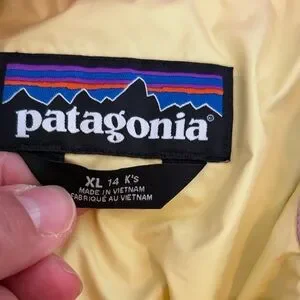 patagonia©
XL 14 K's
MADE IN VIETNAM
FABRIQUÉ AU VIETNAM